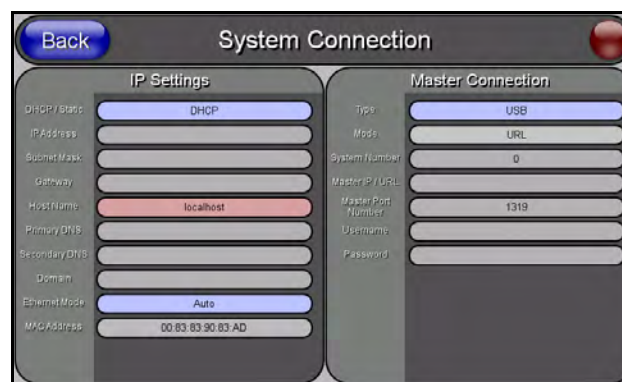 Back
System Connection
IP Settings
DHCP / Static DHCP
IP Address
Subnet Mask
Gateway
Host Name localhost
Primary DNS
Secondary DNS
Domain
Ethernet Mode Auto
MAC Address 00:83:83:90:83:AD
Master Connection
Type USB
Mode URL
System Number 0
Master IP / URL
Master Port
Number 1319
Username
Password